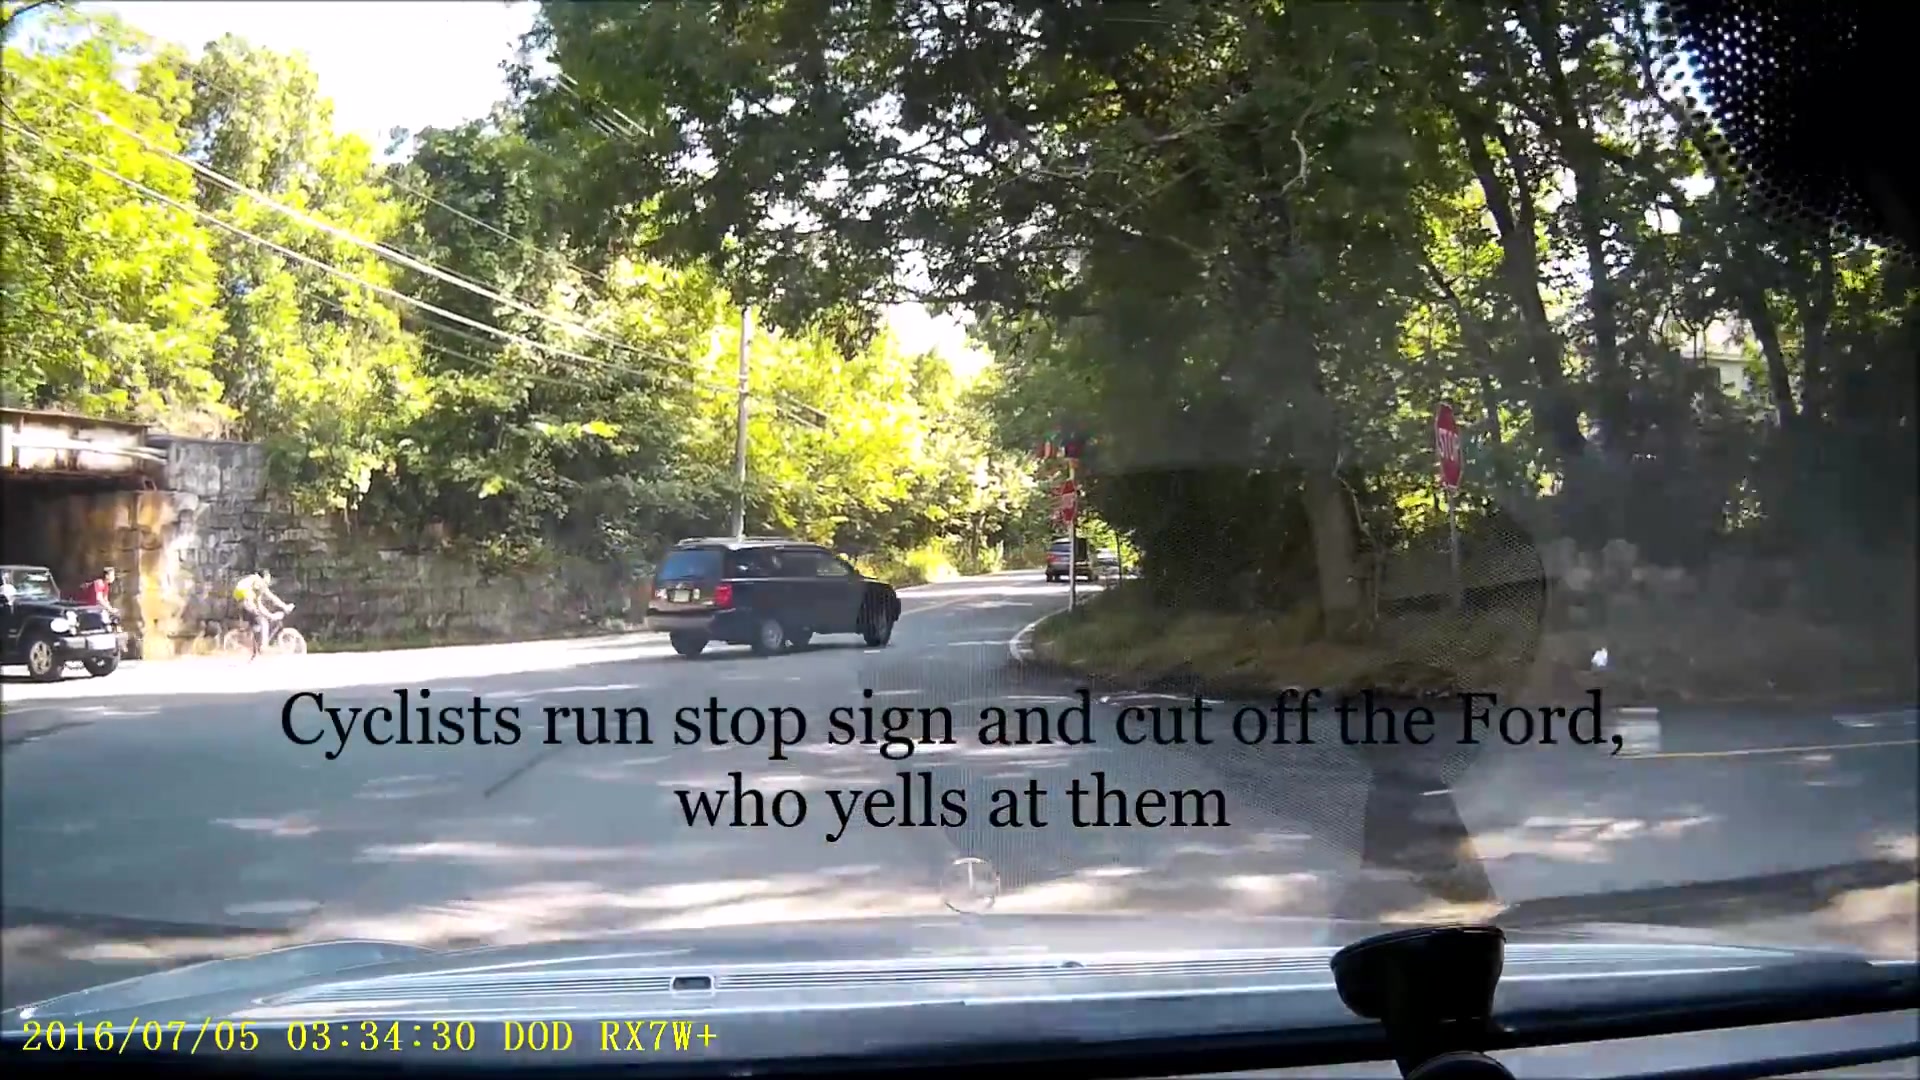 STOP
Cyclists run stop sign and cut off the Ford,
who yells at them
2016/07/05 03:34:30 DOD RX7W+